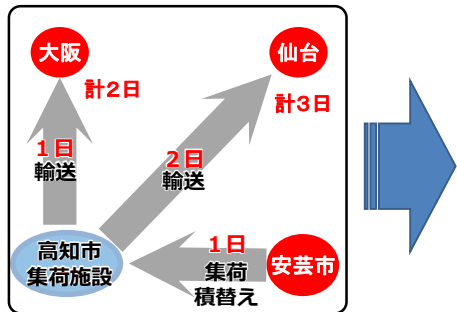 大阪
仙台
計2日
計3日
1日
輸送
2日
輸送
高知市
集荷施設
1日
集荷
積替え
安芸市